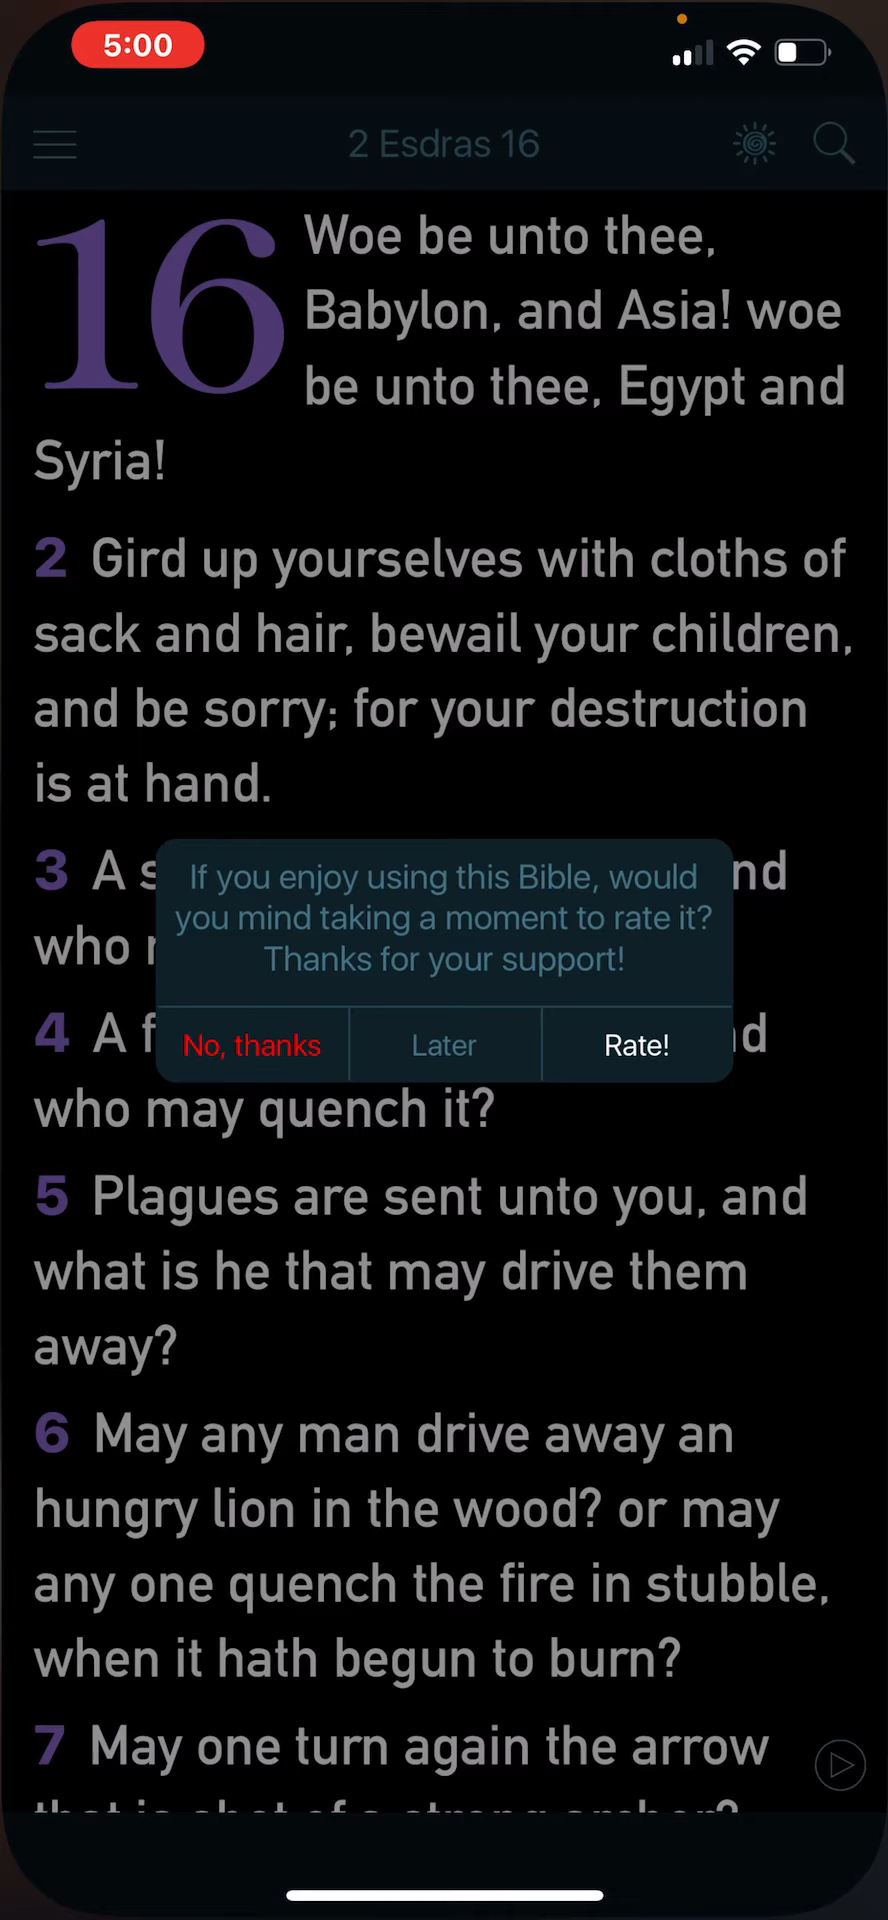 5:00
2 Esdras 16
16 Woe be unto thee,
Babylon, and Asia! woe
be unto thee, Egypt and
Syria!
2 Gird up yourselves with cloths of
sack and hair, bewail your children,
and be sorry; for your destruction
is at hand.
3 A
who
If you enjoy using this Bible, would
you mind taking a moment to rate it?
Thanks for your support!
No, thanks Later Rate!
4 A
who may quench it?
5 Plagues are sent unto you, and
what is he that may drive them
away?
6 May any man drive away an
hungry lion in the wood? or may
any one quench the fire in stubble,
when it hath begun to burn?
7 May one turn again the arrow
that is shot of a strong archer?